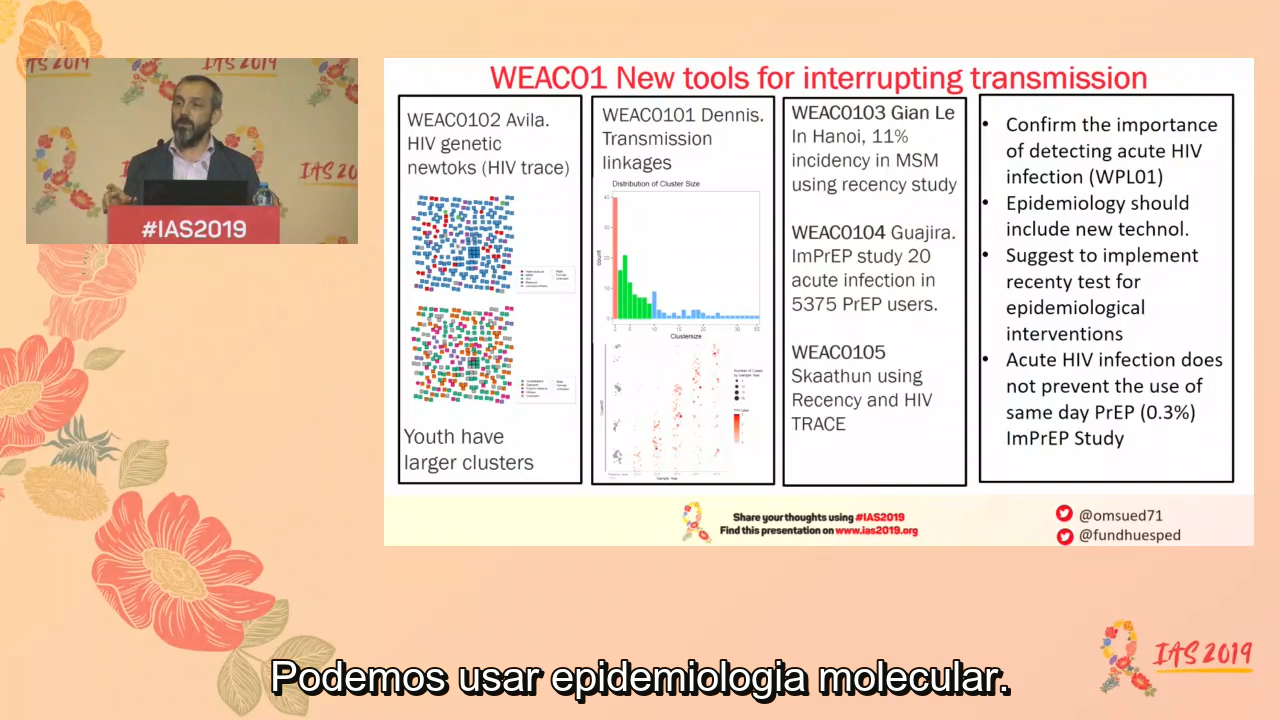 IAS 2019
IAS 2019
IAS 2019
#IAS2019
WEAC01 New tools for interrupting transmission
WEAC0102 Avila.
HIV genetic
newtoks (HIV trace)
Youth have
larger clusters
WEAC0101 Dennis.
Transmission
linkages
Distribution of Cluster Size
count
Clustersize
WEAC0103 Gian Le
In Hanoi, 11%
incidency in MSM
using recency study
WEAC0104 Guajira.
ImPrEP study 20
acute infection in
5375 PrEP users.
WEAC0105
Skaathun using
Recency and HIV
TRACE
• Confirm the importance
of detecting acute HIV
infection (WPL01)
• Epidemiology should
include new technol.
• Suggest to implement
recenty test for
epidemiological
interventions
• Acute HIV infection does
not prevent the use of
same day PrEP (0.3%)
ImPrEP Study
Share your thoughts using #IAS2019
Find this presentation on www.ias2019.org
@omsued71
@fundhuesped
IAS 2019
Podemos usar epidemiologia molecular.